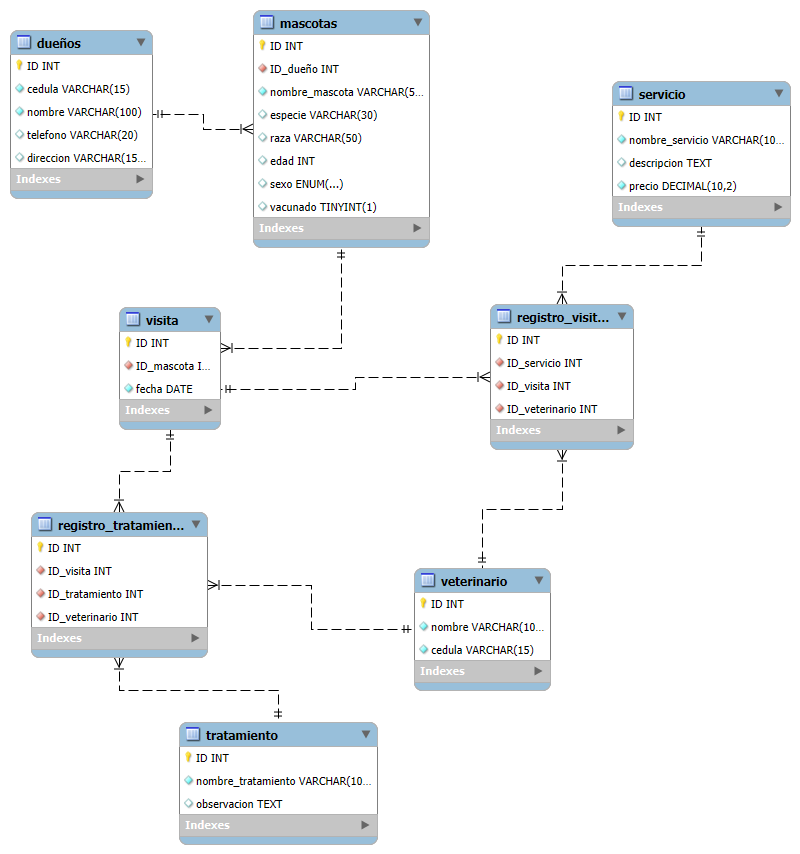 dueños
ID INT
cedula VARCHAR(15)
nombre VARCHAR(100)
telefono VARCHAR(20)
direccion VARCHAR(15...
Indexes
mascotas
ID INT
ID_dueño INT
nombre_mascota VARCHAR(5...
especie VARCHAR(30)
raza VARCHAR(50)
edad INT
sexo ENUM(...)
vacunado TINYINT(1)
Indexes
servicio
ID INT
nombre_servicio VARCHAR(10...
descripcion TEXT
precio DECIMAL(10,2)
Indexes
visita
ID INT
ID_mascota I...
fecha DATE
Indexes
registro_visit...
ID INT
ID_servicio INT
ID_visita INT
ID_veterinario INT
Indexes
registro_tratamien...
ID INT
ID_visita INT
ID_tratamiento INT
ID_veterinario INT
Indexes
veterinario
ID INT
nombre VARCHAR(10...
cedula VARCHAR(15)
Indexes
tratamiento
ID INT
nombre_tratamiento VARCHAR(10...
observacion TEXT
Indexes